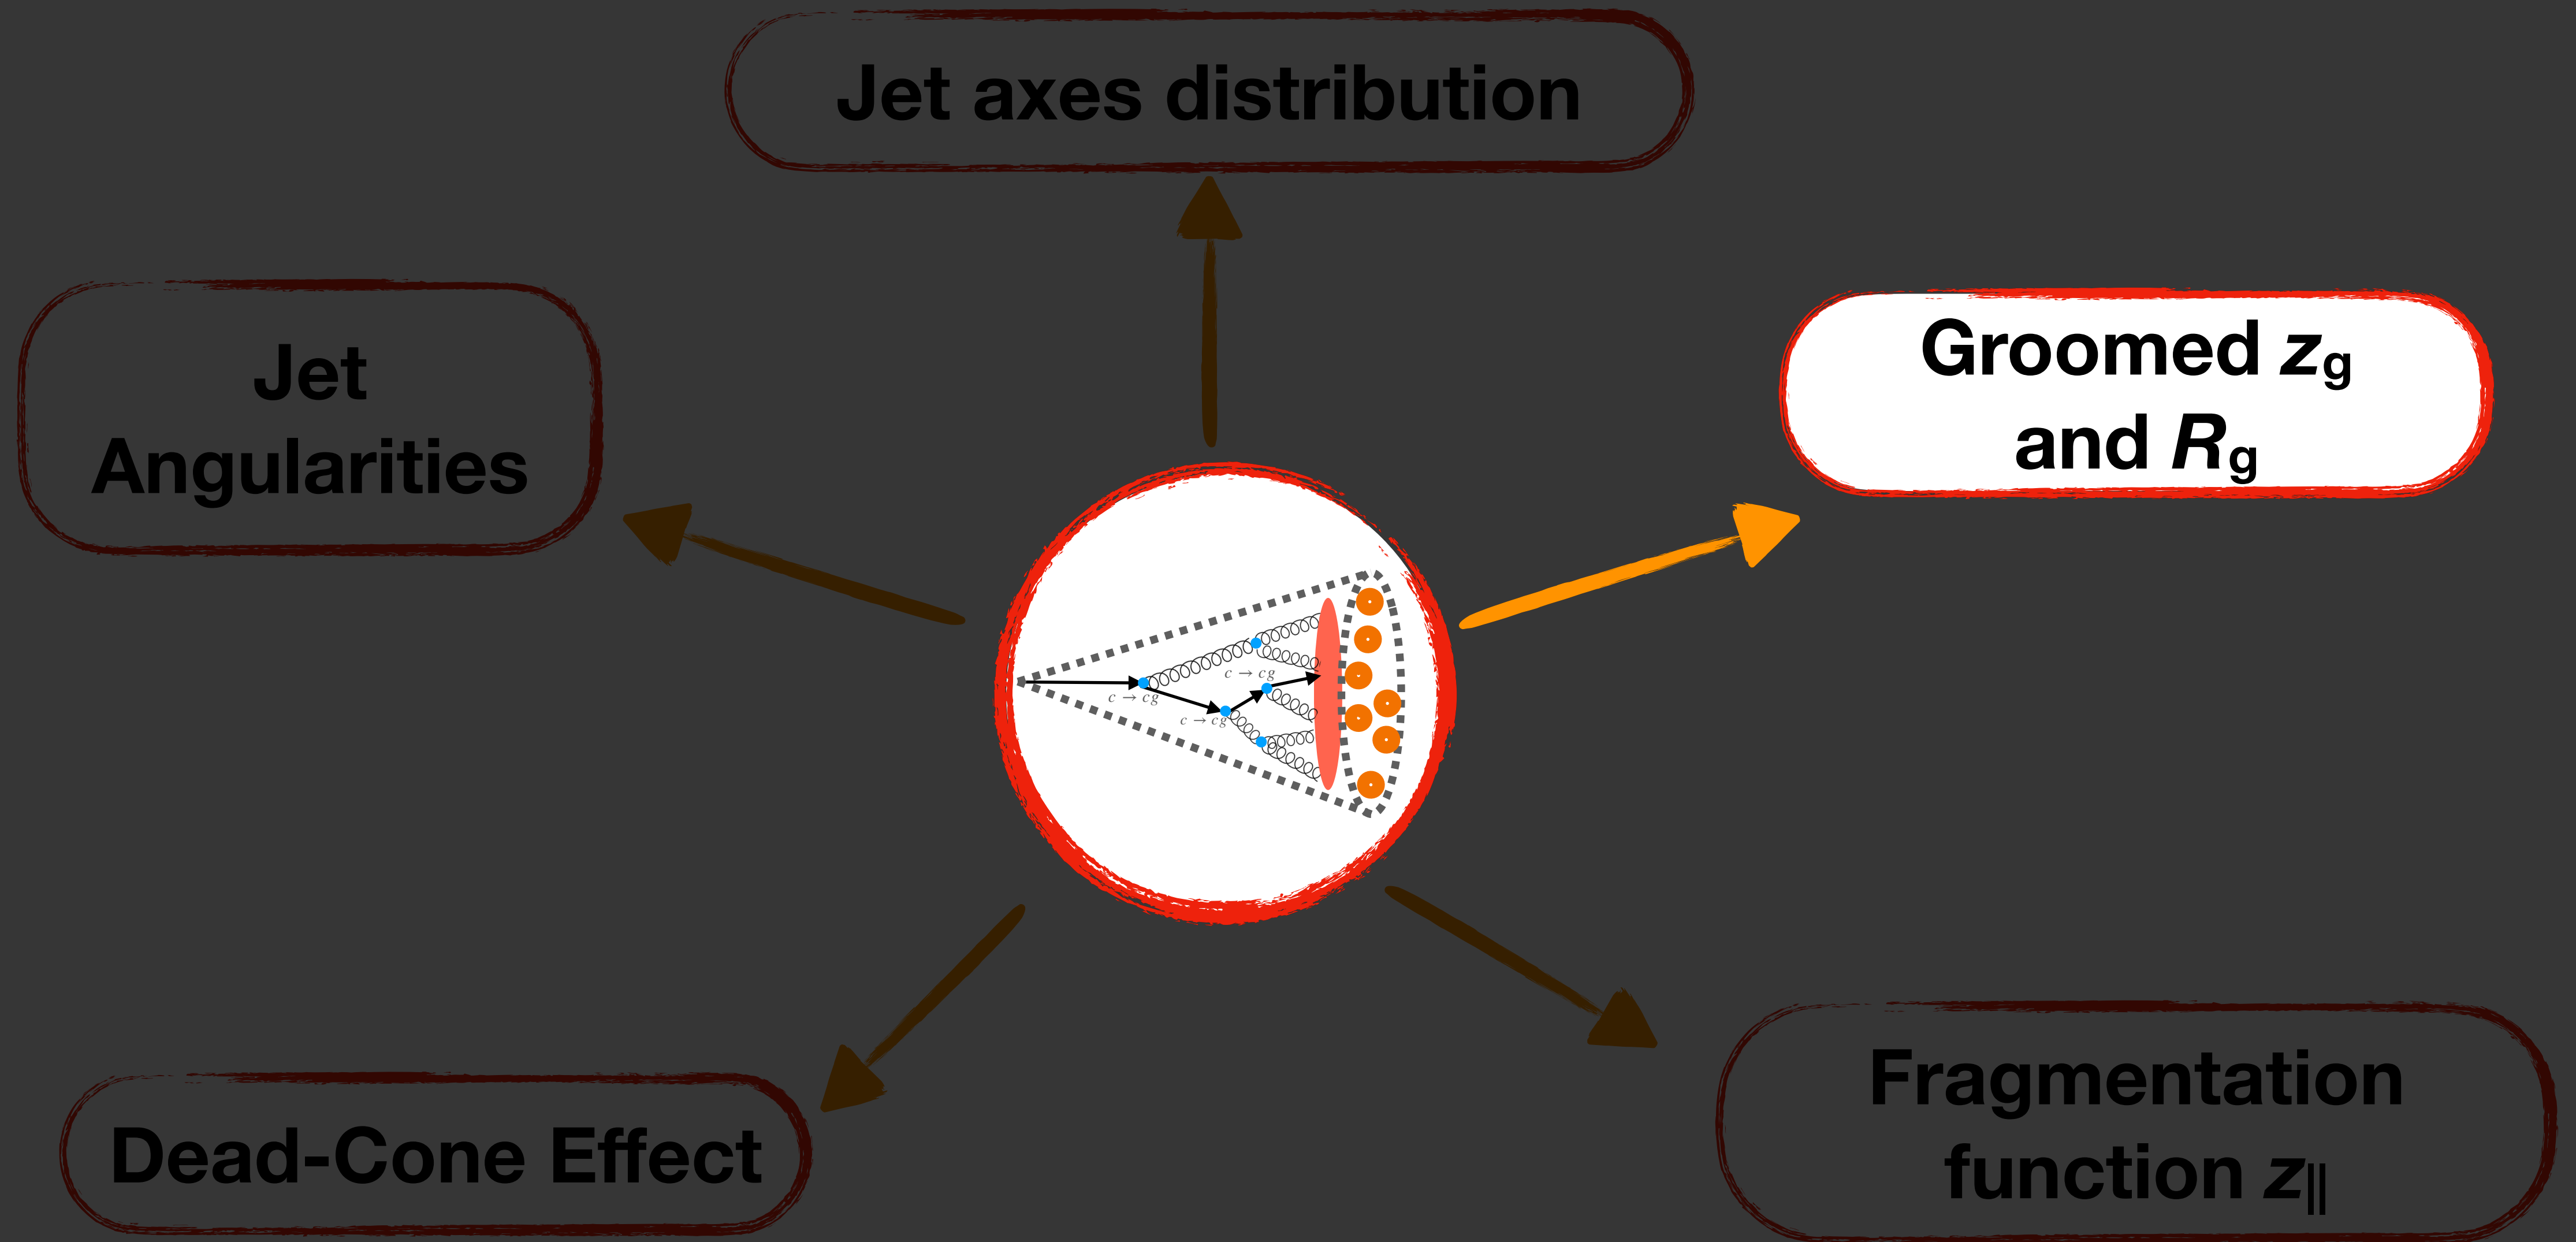 Jet axes distribution
Jet
Angularities
Groomed zg
and Rg
c → cg
c → cg
c → cg
Dead-Cone Effect
Fragmentation
function z||